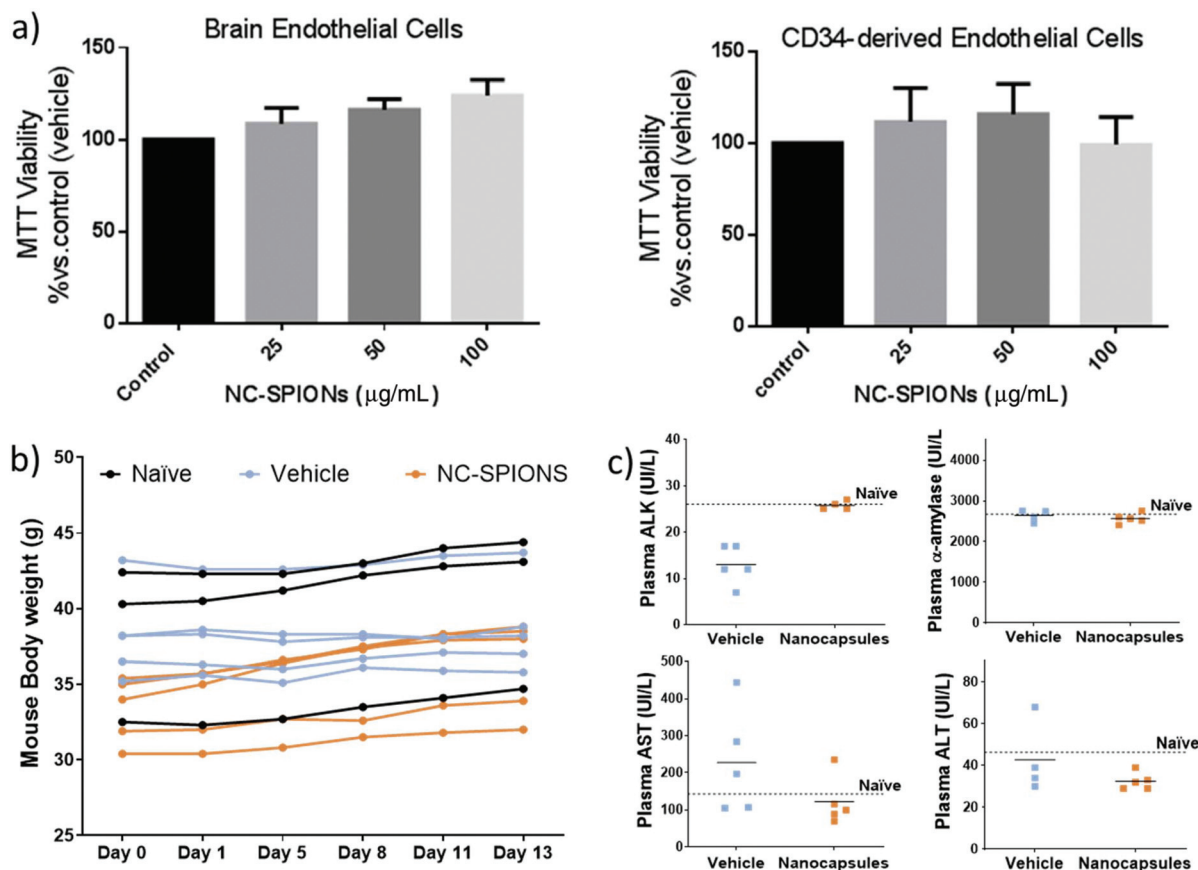 a)
Brain Endothelial Cells
MTT Viability
%vs.control (vehicle)
150
100
50
0
Control
25
50
100
NC-SPIONs (μg/mL)
CD34-derived Endothelial Cells
MTT Viability
%vs.control (vehicle)
150
100
50
0
control
25
50
100
NC-SPIONs (μg/mL)
b)
Naïve
Vehicle
NC-SPIONS
Mouse Body weight (g)
50
45
40
35
30
25
Day 0
Day 1
Day 5
Day 8
Day 11
Day 13
c)
Plasma ALK (UI/L)
40
30
20
10
0
Naïve
Vehicle
Nanocapsules
Plasma α-amylase (UI/L)
4000
3000
2000
1000
0
Naïve
Vehicle
Nanocapsules
Plasma AST (UI/L)
500
400
300
200
100
0
Naïve
Vehicle
Nanocapsules
Plasma ALT (UI/L)
80
60
40
20
0
Naïve
Vehicle
Nanocapsules